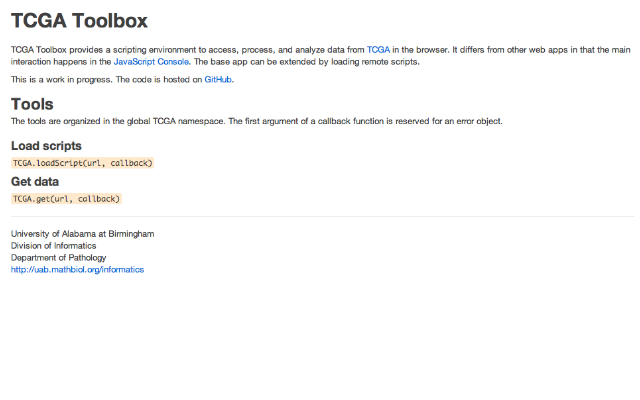 TCGA Toolbox
TCGA Toolbox provides a scripting environment to access, process, and analyze data from TCGA in the browser. It differs from other web apps in that the main
interaction happens in the JavaScript Console. The base app can be extended by loading remote scripts.
This is a work in progress. The code is hosted on GitHub.
Tools
The tools are organized in the global TCGA namespace. The first argument of a callback function is reserved for an error object.
Load scripts
TCGA.loadScript(url, callback)
Get data
TCGA.get(url, callback)
University of Alabama at Birmingham
Division of Informatics
Department of Pathology
http://uab.mathbiol.org/informatics